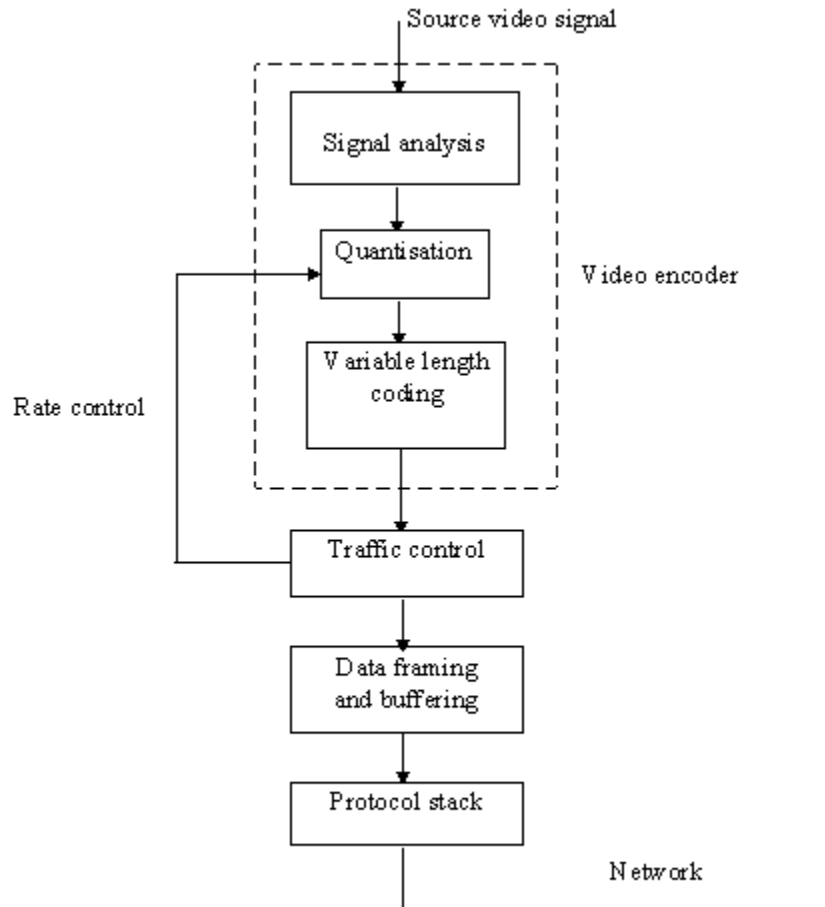 Source video signal
Signal analysis
Quantisation
Video encoder
Variable length
coding
Rate control
Traffic control
Data framing
and buffering
Protocol stack
Network